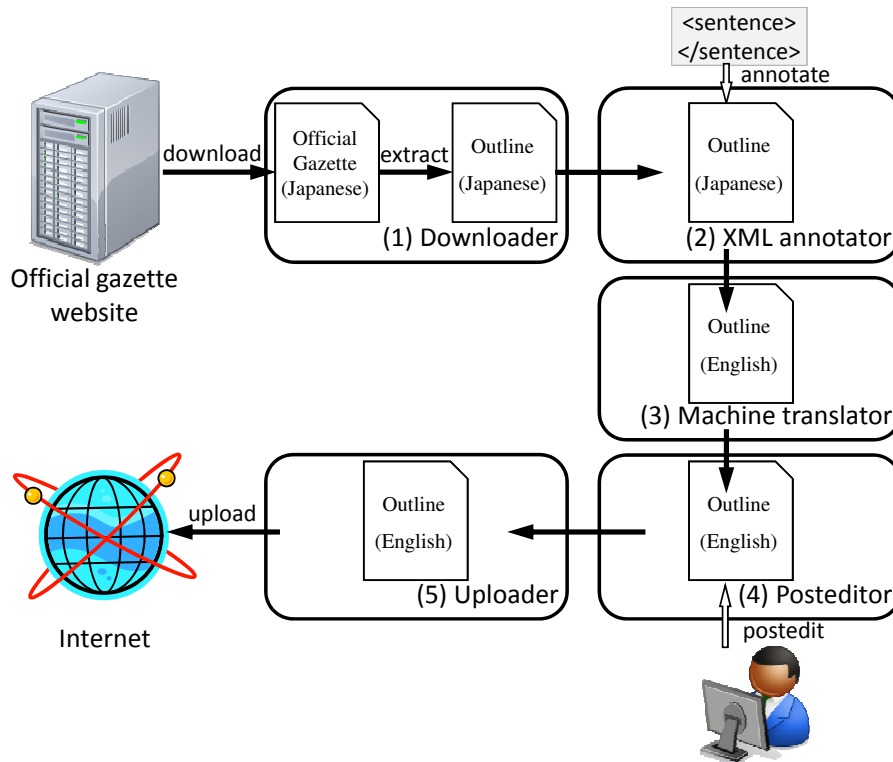 <sentence>
</sentence>
annotate
download
Official
Gazette
(Japanese)
extract
Outline
(Japanese)
(1) Downloader
Outline
(Japanese)
(2) XML annotator
Official gazette
website
Outline
(English)
(3) Machine translator
Outline
(English)
(4) Posteditor
postedit
Outline
(English)
(5) Uploader
upload
Internet